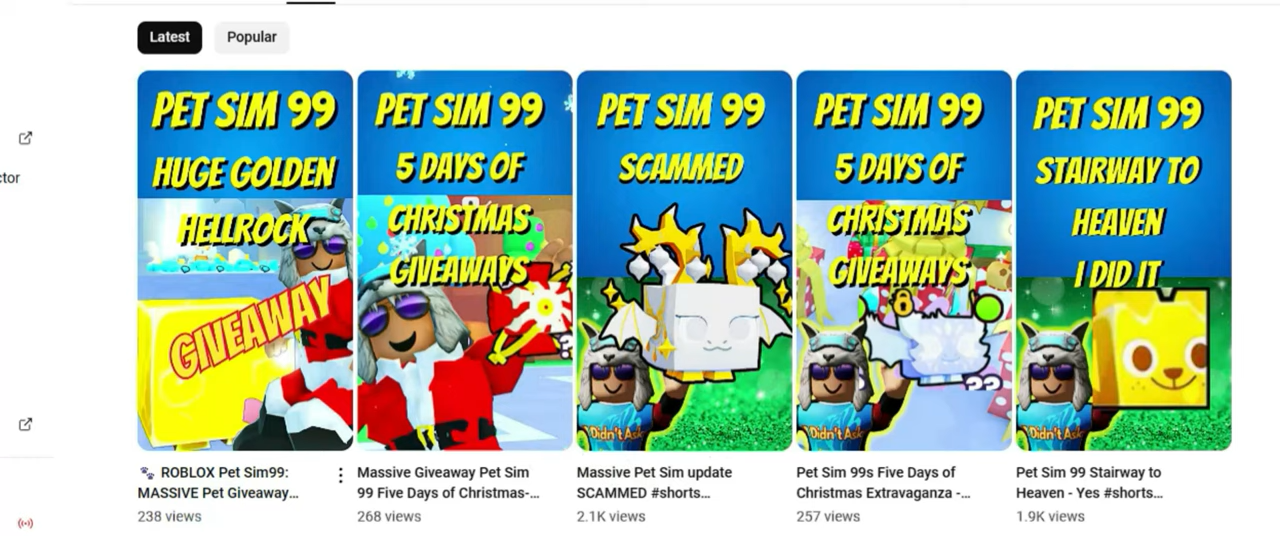 Latest
Popular
ctor
PET SIM 99
HUGE GOLDEN
HELLROCK
GIVEAWAY
PET SIM 99
5 DAYS OF
CHRISTMAS
GIVEAWAYS
??
PET SIM 99
SCAMMED
Didn't Ask
PET SIM 99
5 DAYS OF
CHRISTMAS
GIVEAWAYS
??
Didn't Ask
PET SIM 99
STAIRWAY TO
HEAVEN
I DID IT
Didn't Ask
🐾 ROBLOX Pet Sim99:
MASSIVE Pet Giveaway...
238 views
Massive Giveaway Pet Sim
99 Five Days of Christmas-...
268 views
Massive Pet Sim update
SCAMMED #shorts...
2.1K views
Pet Sim 99s Five Days of
Christmas Extravaganza -...
257 views
Pet Sim 99 Stairway to
Heaven - Yes #shorts...
1.9K views